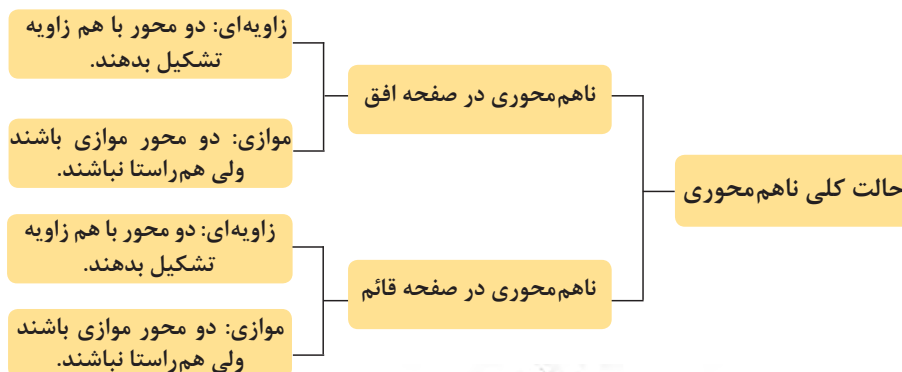 حالت کلی ناهم‌محوری
ناهم‌محوری در صفحه افق
زاویه‌ای: دو محور با هم زاویه
تشکیل بدهند.
موازی: دو محور موازی باشند
ولی هم‌راستا نباشند.
ناهم‌محوری در صفحه قائم
زاویه‌ای: دو محور با هم زاویه
تشکیل بدهند.
موازی: دو محور موازی باشند
ولی هم‌راستا نباشند.